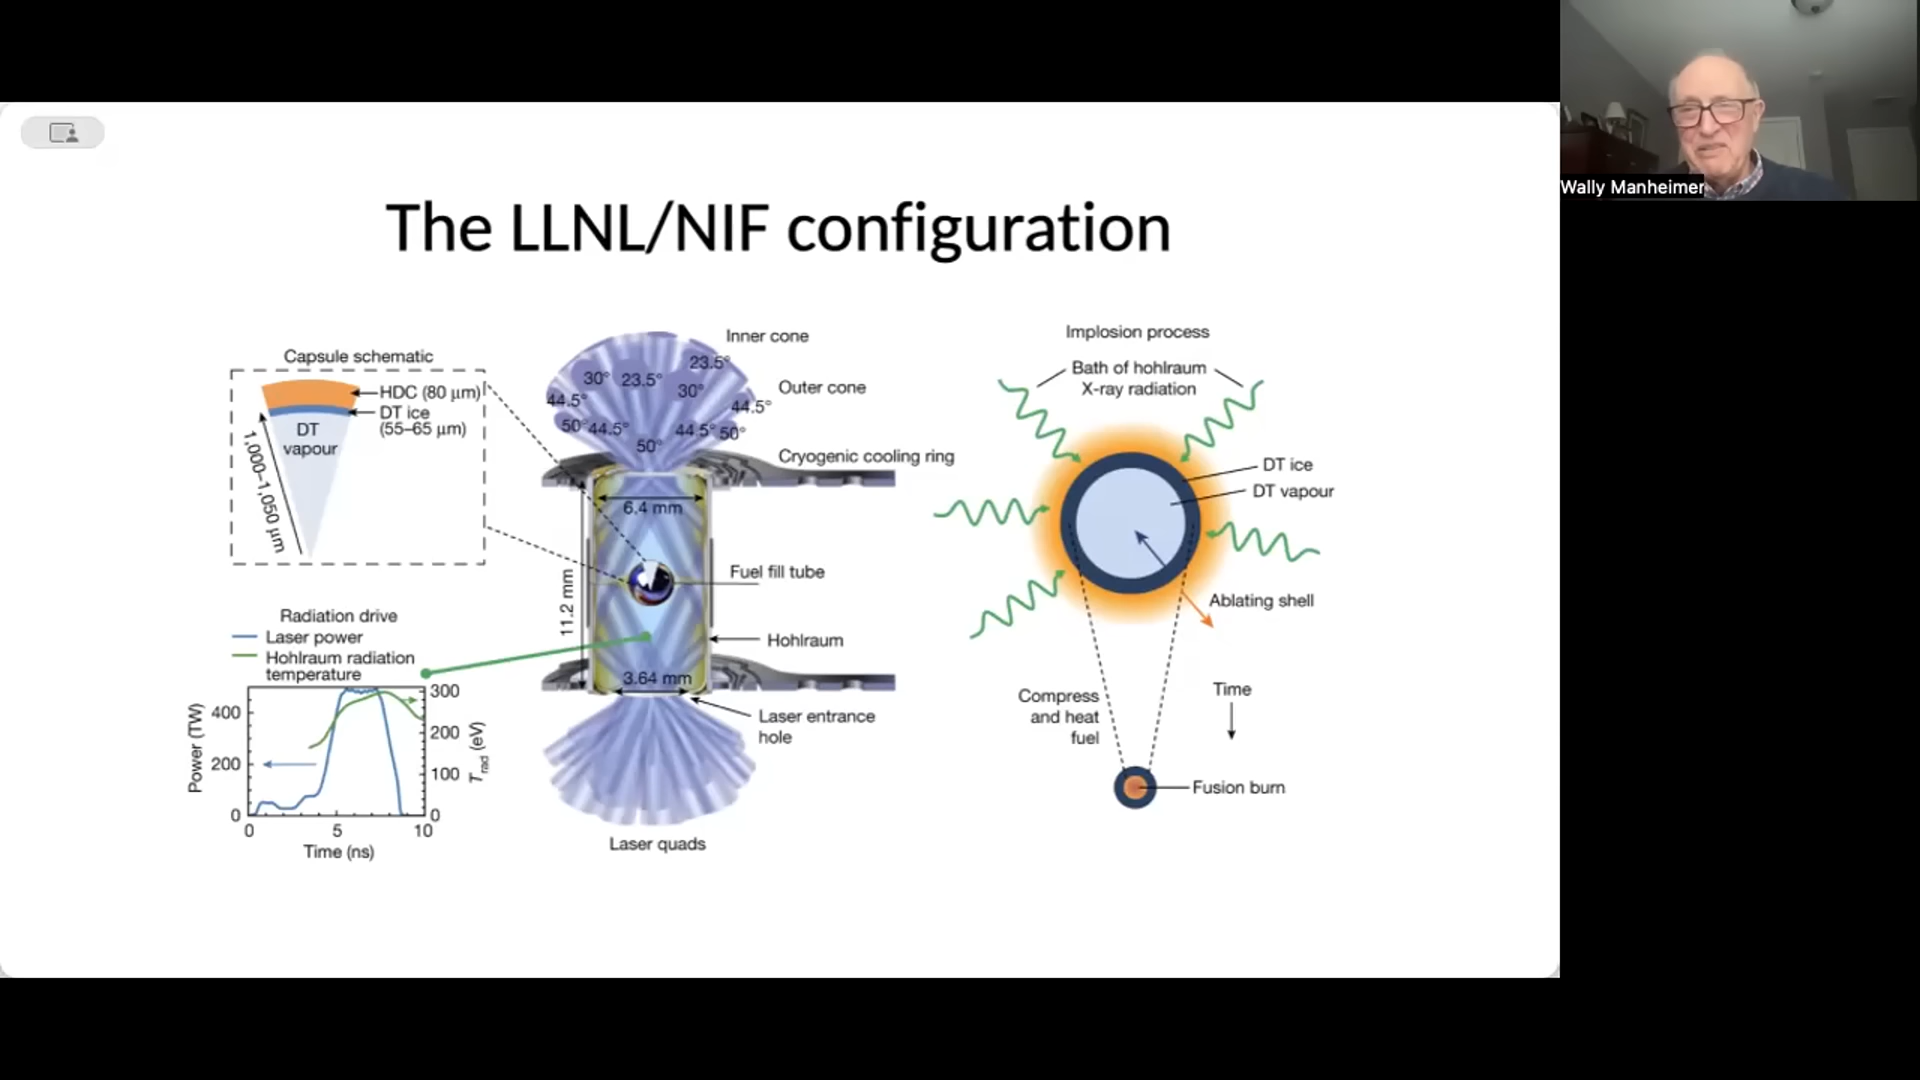 Wally Manheimer
The LLNL/NIF configuration
Capsule schematic
HDC (80 μm)
DT ice
(55–65 μm)
DT
vapour
1,000–1,050 μm
Radiation drive
Laser power
Hohlraum radiation
temperature
Power (TW)
400
200
0
300
200
100
0
T rad (eV)
0
5
10
Time (ns)
Inner cone
23.5°
30°
23.5°
30°
Outer cone
44.5°
44.5°
50°
44.5°
44.5°
50°
50°
Cryogenic cooling ring
6.4 mm
Fuel fill tube
11.2 mm
Hohlraum
3.64 mm
Laser entrance
hole
Laser quads
Implosion process
Bath of hohlraum
X-ray radiation
DT ice
DT vapour
Ablating shell
Compress
and heat
fuel
Time
Fusion burn